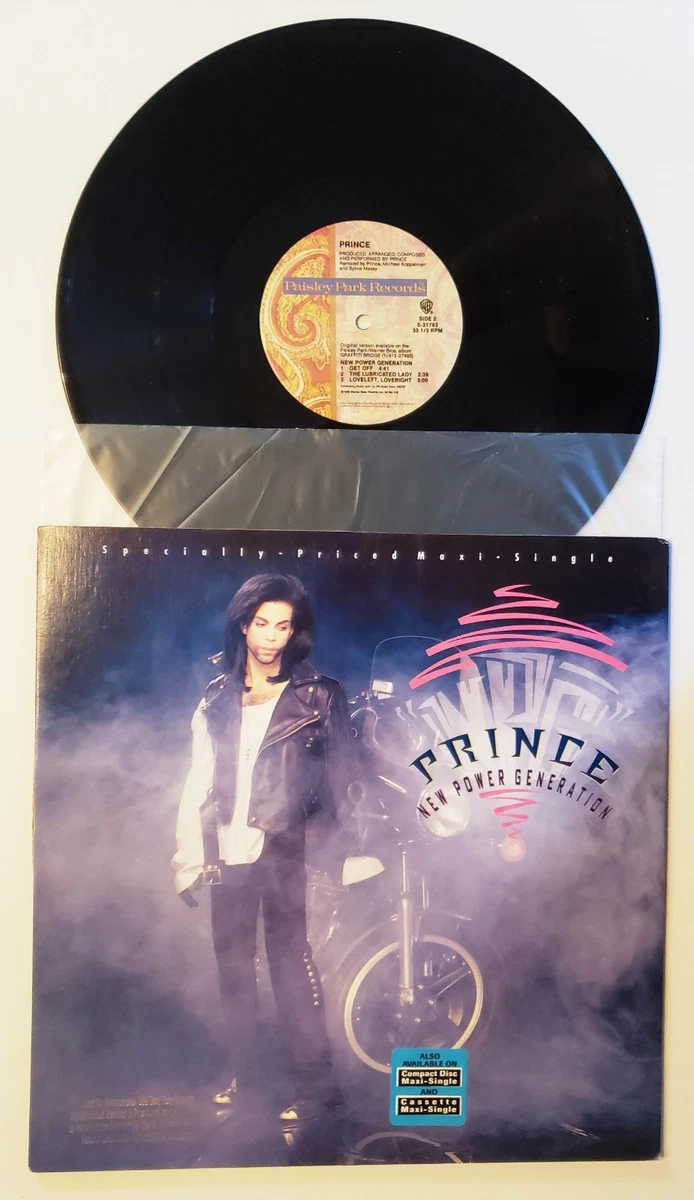 PRINCE
PRODUCED, ARRANGED, COMPOSED
AND PERFORMED BY PRINCE
Remixed by Prince, Michael Koppelman
and Sylvia Massy
Paisley Park Records
WB
SIDE 2
0-21783
33 1/3 RPM
Original version available on the
Paisley Park/Warner Bros. album
GRAFFITI BRIDGE (1/4/2-27493)
NEW POWER GENERATION
1 GET OFF 4:41
2 THE LUBRICATED LADY 2:39
3 LOVELEFT, LOVERIGHT 5:00
Specially-Priced Maxi-Single
PRINCE
NEW POWER GENERATION
ALSO
AVAILABLE ON
Compact Disc
Maxi-Single
AND
Cassette
Maxi-Single